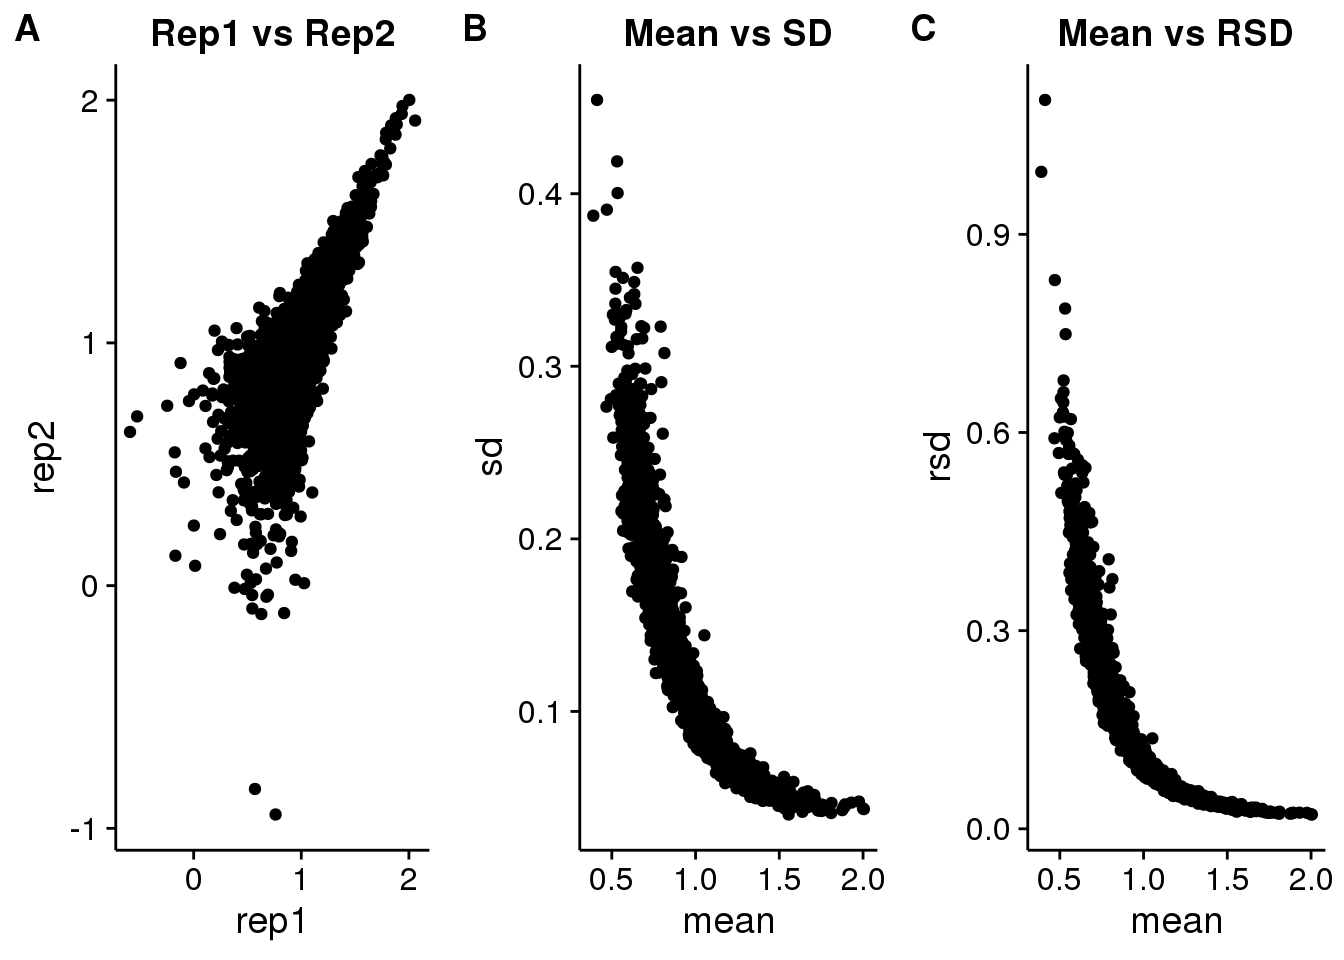 A
Rep1 vs Rep2
rep2
2
1
0
-1
0 1 2
rep1
B
Mean vs SD
sd
0.4
0.3
0.2
0.1
0.5 1.0 1.5 2.0
mean
C
Mean vs RSD
rsd
0.9
0.6
0.3
0.0
0.5 1.0 1.5 2.0
mean